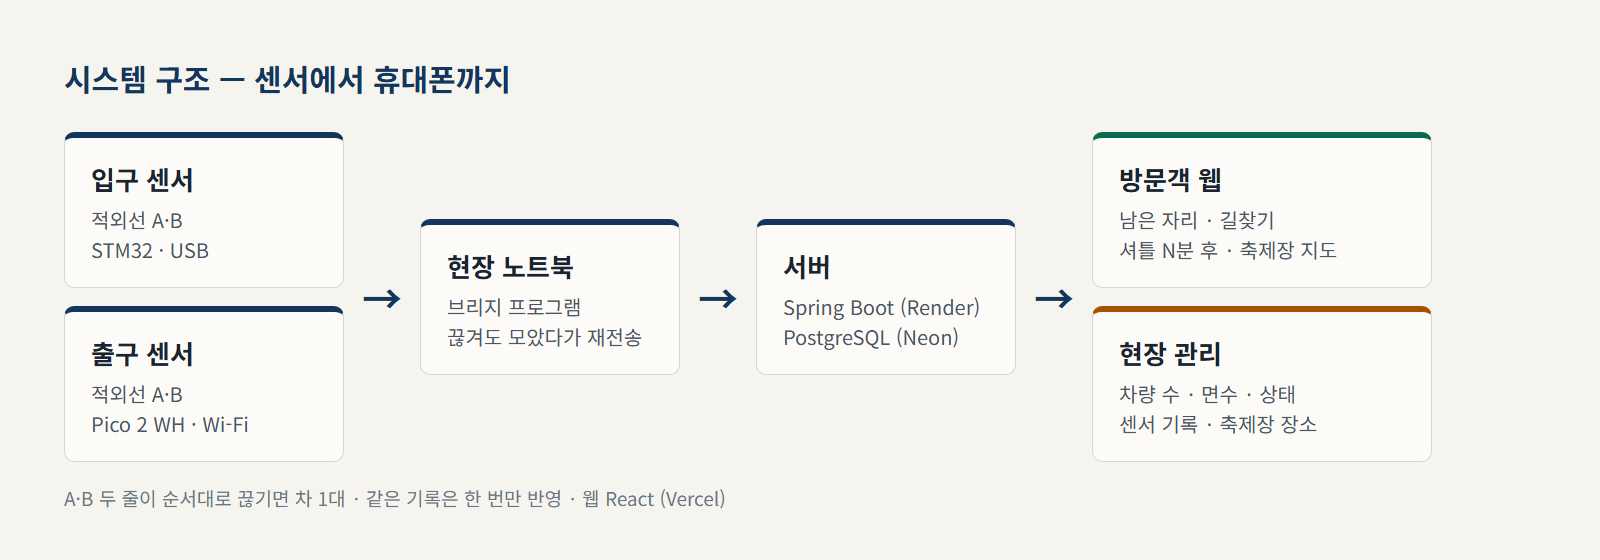 시스템 구조 — 센서에서 휴대폰까지
입구 센서
적외선 A·B
STM32 · USB
출구 센서
적외선 A·B
Pico 2 WH · Wi-Fi
→
현장 노트북
브리지 프로그램
끊겨도 모았다가 재전송
→
서버
Spring Boot (Render)
PostgreSQL (Neon)
→
방문객 웹
남은 자리 · 길찾기
셔틀 N분 후 · 축제장 지도
현장 관리
차량 수 · 면수 · 상태
센서 기록 · 축제장 장소
A·B 두 줄이 순서대로 끊기면 차 1대 · 같은 기록은 한 번만 반영 · 웹 React (Vercel)